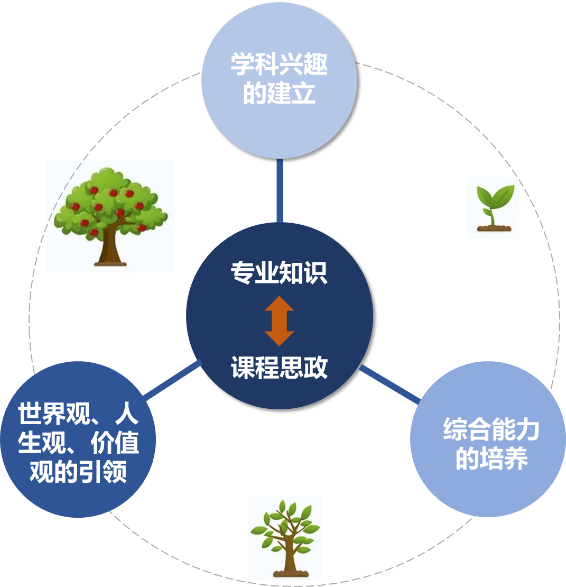 学科兴趣
的建立
专业知识
课程思政
世界观、人
生观、价值
观的引领
综合能力
的培养